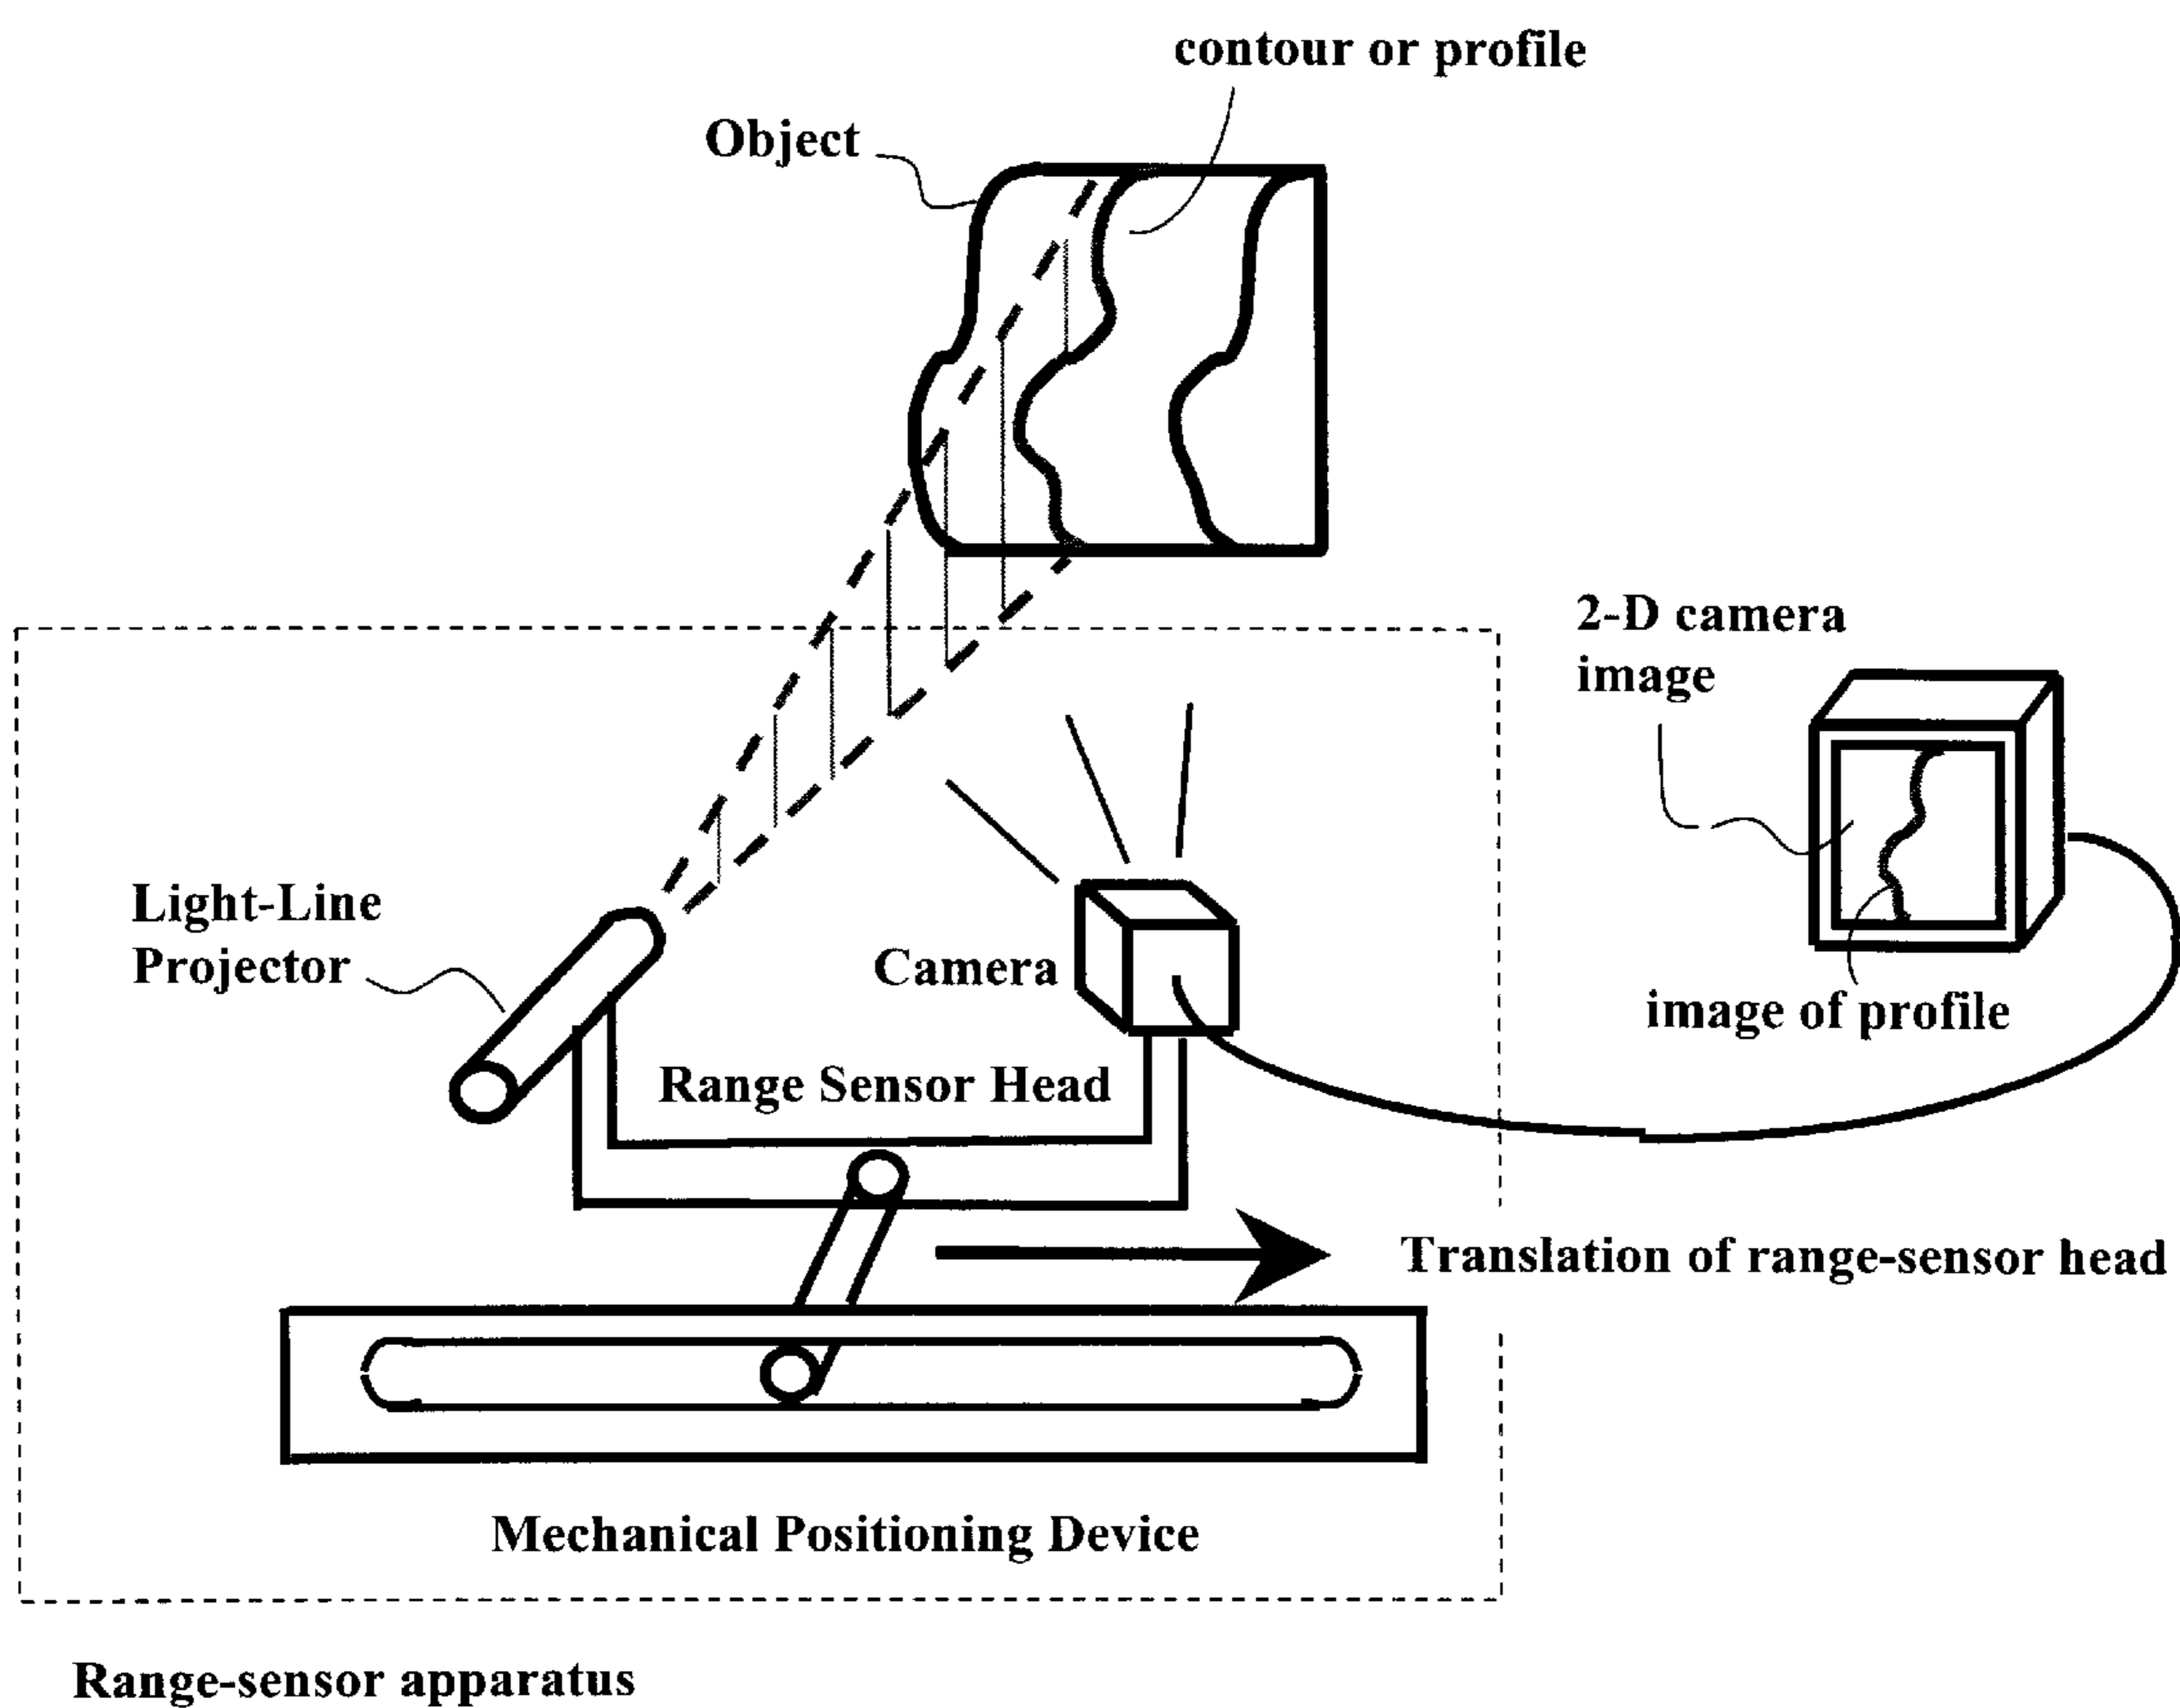 contour or profile
Object
2-D camera
image
Light-Line
Projector
Camera
image of profile
Range Sensor Head
Translation of range-sensor head
Mechanical Positioning Device
Range-sensor apparatus